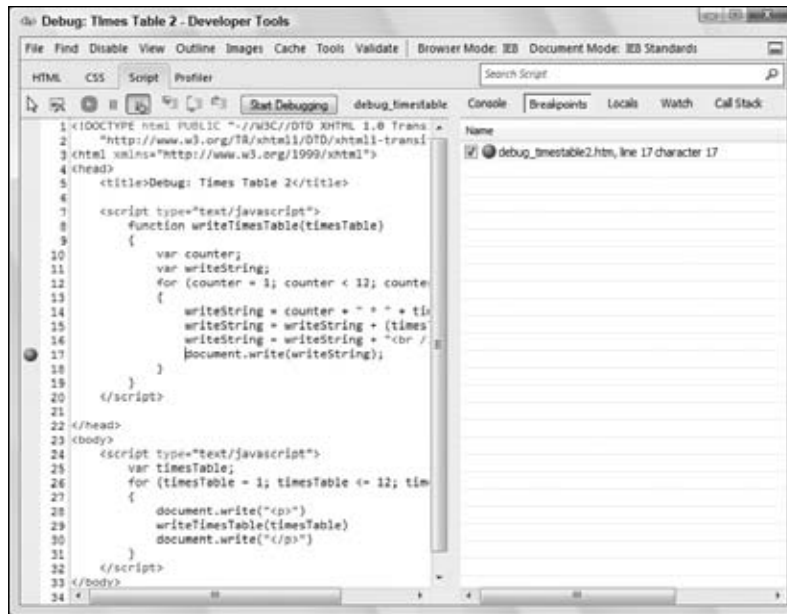 Debug: Times Table 2 - Developer Tools
File Find Disable View Outline Images Cache Tools Validate Browser Mode: IE8 Document Mode: IE8 Standards
HTML CSS Script Profiler Search Script
Start Debugging debug_timestable Console Breakpoints Locals Watch Call Stack
Name
debug_timestable2.htm, line 17 character 17
1 <!DOCTYPE html PUBLIC "-//W3C//DTD XHTML 1.0 Trans
2 "http://www.w3.org/TR/xhtml1/DTD/xhtml1-transi
3 <html xmlns="http://www.w3.org/1999/xhtml">
4 <head>
5 <title>Debug: Times Table 2</title>
6
7 <script type="text/javascript">
8 function writeTimesTable(timesTable)
9 {
10 var counter;
11 var writeString;
12 for (counter = 1; counter < 12; counte
13 {
14 writeString = counter + " * " + ti
15 writeString = writeString + (times
16 writeString = writeString + "<br /
17 document.write(writeString);
18 }
19 }
20 </script>
21
22 </head>
23 <body>
24 <script type="text/javascript">
25 var timesTable;
26 for (timesTable = 1; timesTable <= 12; tim
27 {
28 document.write("<p>")
29 writeTimesTable(timesTable)
30 document.write("</p>")
31 }
32 </script>
33 </body>
34